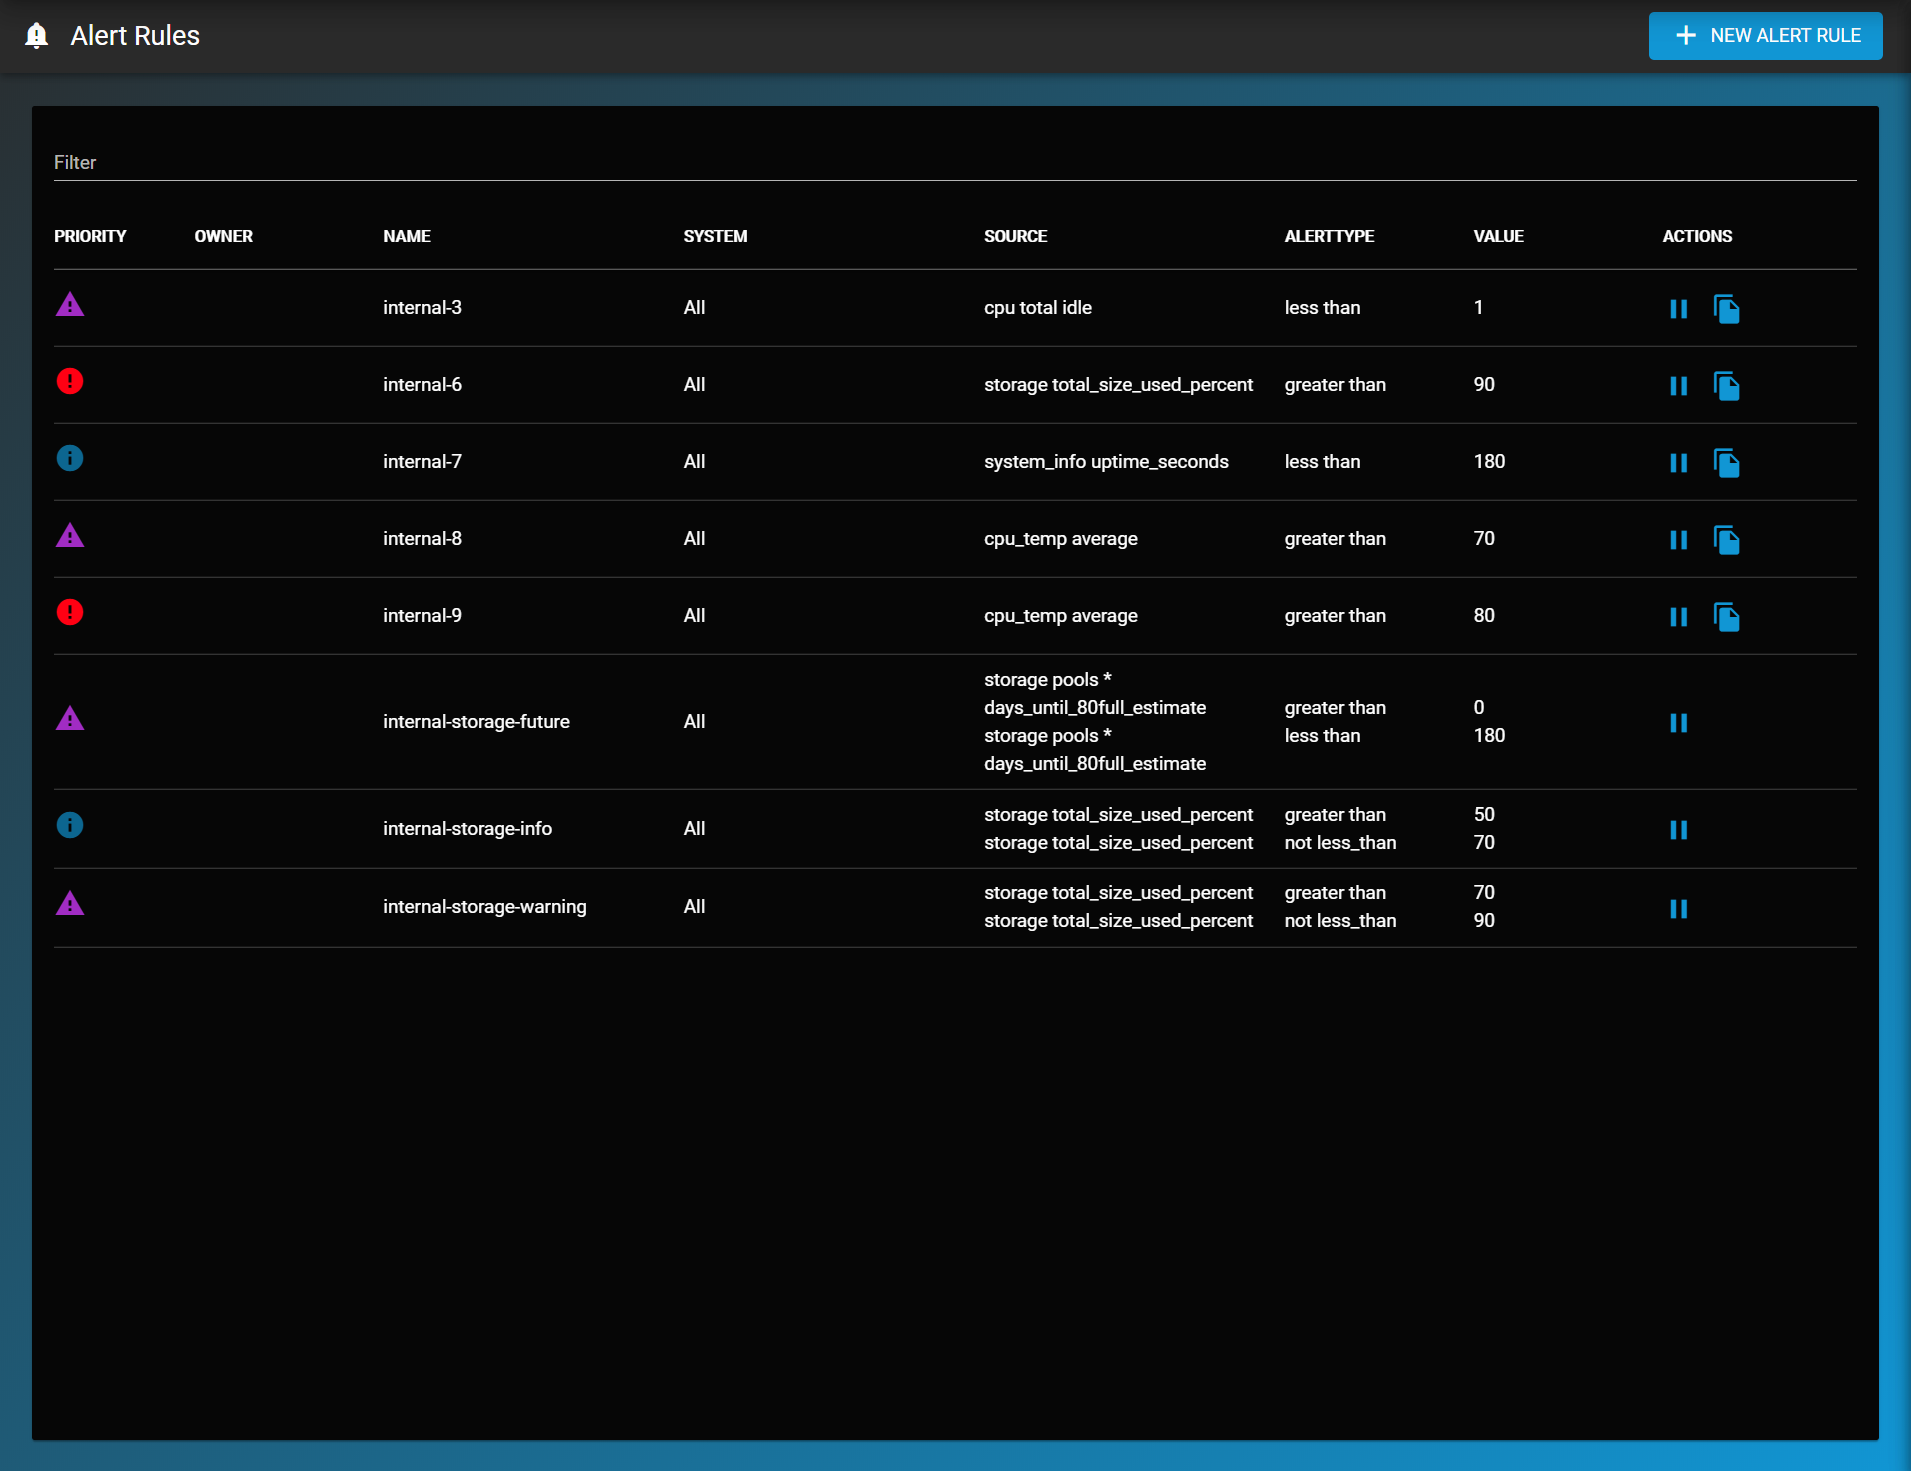 Alert Rules
NEW ALERT RULE
Filter
PRIORITY OWNER NAME SYSTEM SOURCE ALERTTYPE VALUE ACTIONS
internal-3 All cpu total idle less than 1
internal-6 All storage total_size_used_percent greater than 90
internal-7 All system_info uptime_seconds less than 180
internal-8 All cpu_temp average greater than 70
internal-9 All cpu_temp average greater than 80
storage pools *
days_until_80full_estimate greater than 0
internal-storage-future All
storage pools * less than 180
days_until_80full_estimate
storage total_size_used_percent greater than 50
internal-storage-info All
storage total_size_used_percent not less_than 70
storage total_size_used_percent greater than 70
internal-storage-warning All
storage total_size_used_percent not less_than 90